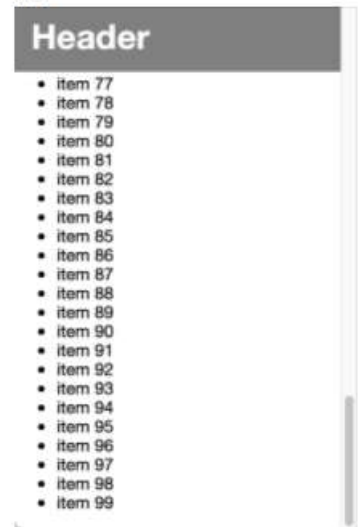 Header
• item 77
• item 78
• item 79
• item 80
• item 81
• item 82
• item 83
• item 84
• item 85
• item 86
• item 87
• item 88
• item 89
• item 90
• item 91
• item 92
• item 93
• item 94
• item 95
• item 96
• item 97
• item 98
• item 99